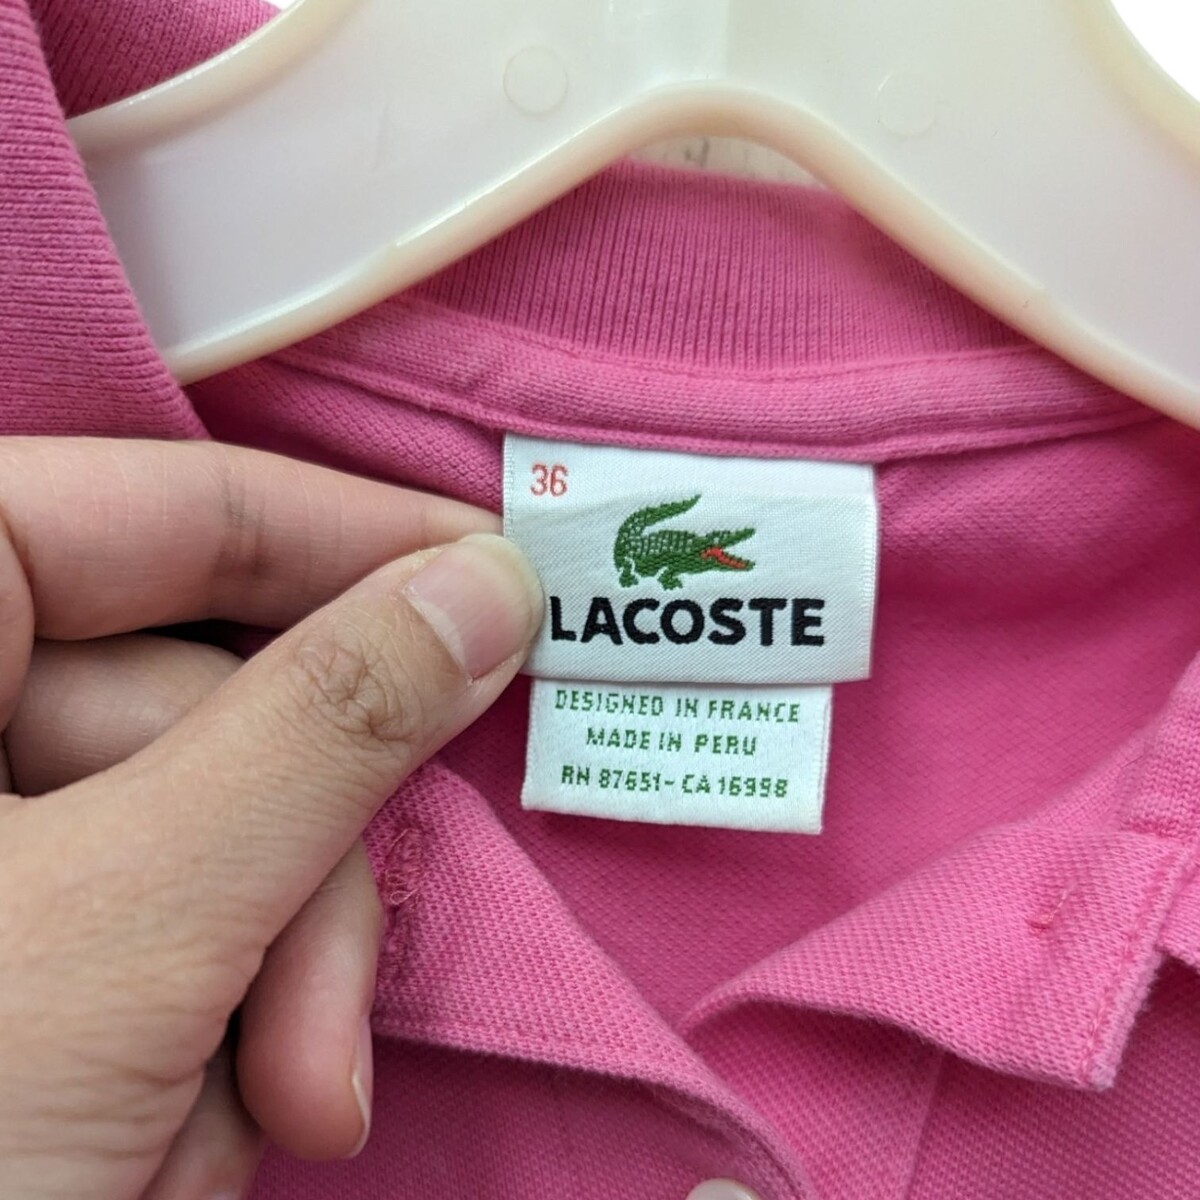 36
LACOSTE
DESIGNED IN FRANCE
MADE IN PERU
RN 87651-CA 16998